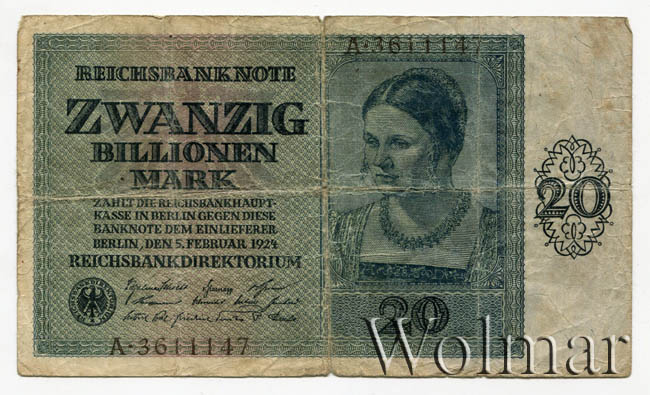 A·3611147
REICHSBANKNOTE
ZWANZIG
BILLIONEN
MARK
ZAHLT DIE REICHSBANKHAUPT-
KASSE IN BERLIN GEGEN DIESE
BANKNOTE DEM EINLIEFERER
BERLIN, DEN 5. FEBRUAR 1924
REICHSBANKDIREKTORIUM
A·3611147
20
20
Wolmar